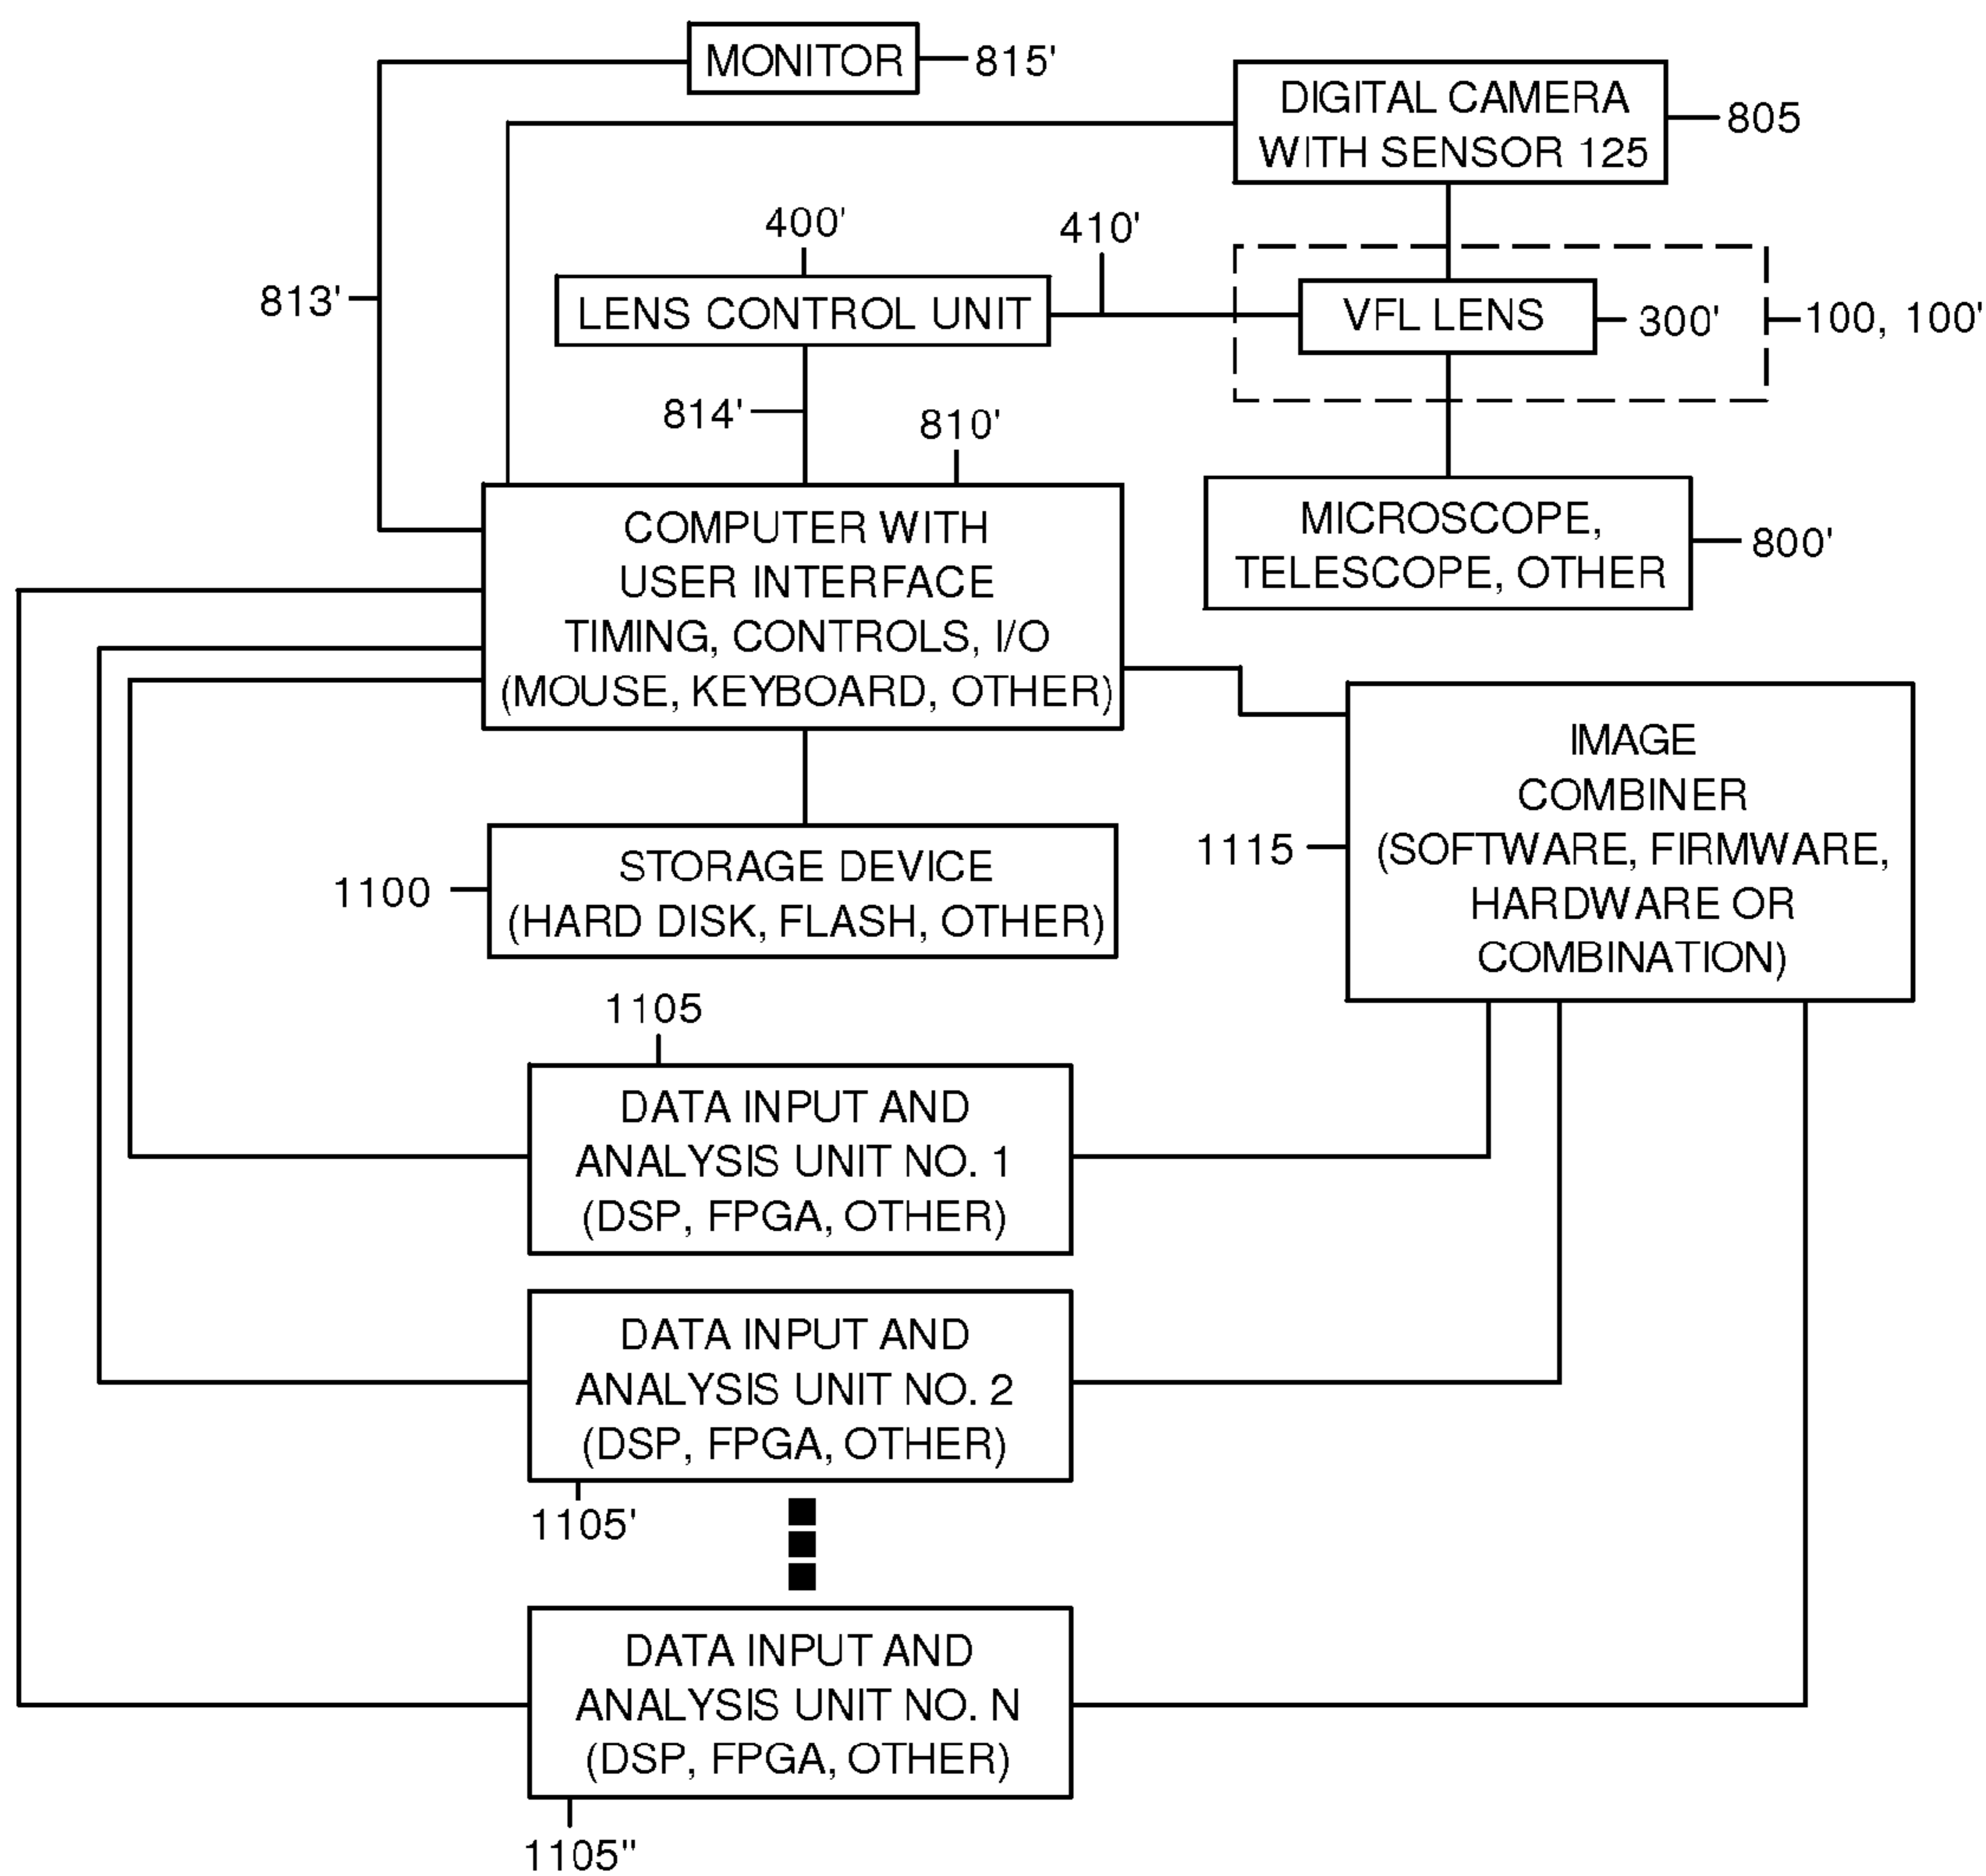 MONITOR
815'
DIGITAL CAMERA
WITH SENSOR 125
805
400'
410'
813'
LENS CONTROL UNIT
VFL LENS
300'
100, 100'
814'
810'
COMPUTER WITH
USER INTERFACE
TIMING, CONTROLS, I/O
(MOUSE, KEYBOARD, OTHER)
MICROSCOPE,
TELESCOPE, OTHER
800'
IMAGE
COMBINER
(SOFTWARE, FIRMWARE,
HARDWARE OR
COMBINATION)
1115
STORAGE DEVICE
(HARD DISK, FLASH, OTHER)
1100
1105
DATA INPUT AND
ANALYSIS UNIT NO. 1
(DSP, FPGA, OTHER)
DATA INPUT AND
ANALYSIS UNIT NO. 2
(DSP, FPGA, OTHER)
1105'
DATA INPUT AND
ANALYSIS UNIT NO. N
(DSP, FPGA, OTHER)
1105"